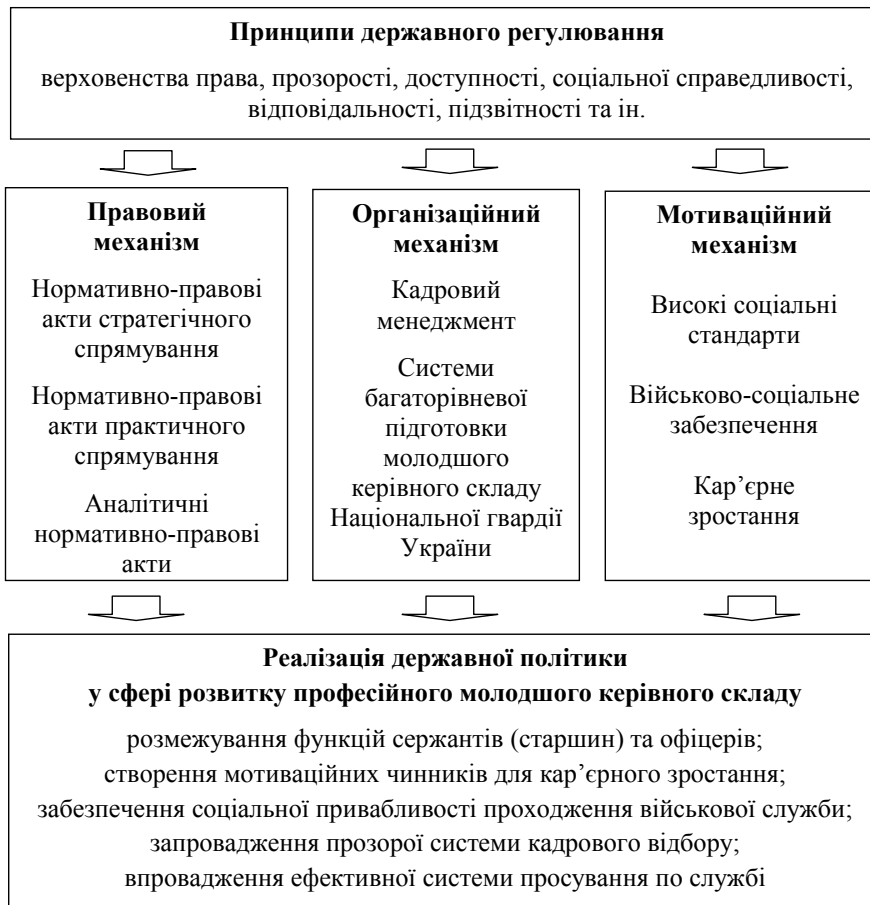 Принципи державного регулювання
верховенства права, прозорості, доступності, соціальної справедливості,
відповідальності, підзвітності та ін.
Правовий
механізм
Нормативно-правові
акти стратегічного
спрямування
Нормативно-правові
акти практичного
спрямування
Аналітичні
нормативно-правові
акти
Організаційний
механізм
Кадровий
менеджмент
Системи
багаторівневої
підготовки
молодшого
керівного складу
Національної гвардії
України
Мотиваційний
механізм
Високі соціальні
стандарти
Військово-соціальне
забезпечення
Кар’єрне
зростання
Реалізація державної політики
у сфері розвитку професійного молодшого керівного складу
розмежування функцій сержантів (старшин) та офіцерів;
створення мотиваційних чинників для кар’єрного зростання;
забезпечення соціальної привабливості проходження військової служби;
запровадження прозорої системи кадрового відбору;
впровадження ефективної системи просування по службі